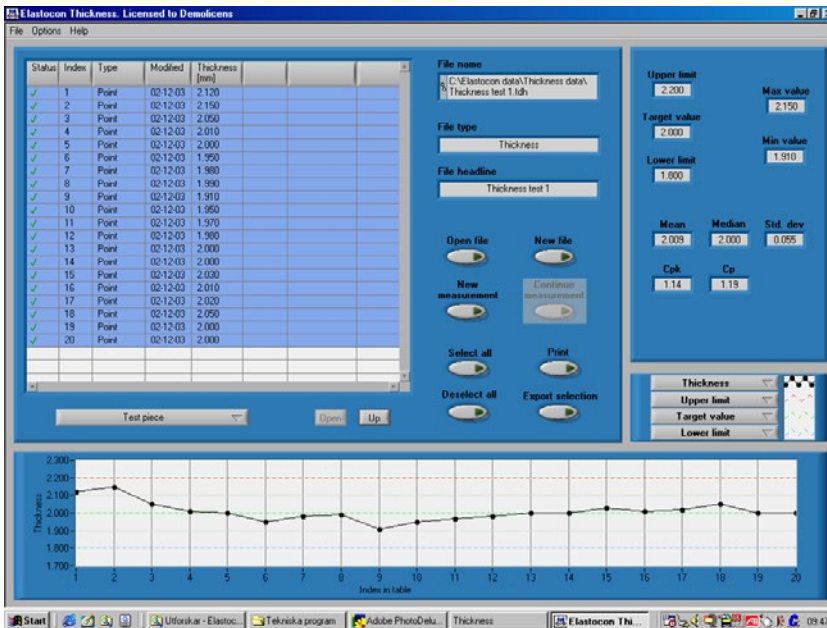 Elastocon Thickness. Licensed to Demolicens
File Options Help
Status Index Type Modified Thickness
[mm]
1 Point 02-12-03 2.120
2 Point 02-12-03 2.150
3 Point 02-12-03 2.050
4 Point 02-12-03 2.010
5 Point 02-12-03 2.000
6 Point 02-12-03 1.950
7 Point 02-12-03 1.980
8 Point 02-12-03 1.990
9 Point 02-12-03 1.910
10 Point 02-12-03 1.950
11 Point 02-12-03 1.970
12 Point 02-12-03 1.980
13 Point 02-12-03 2.000
14 Point 02-12-03 2.000
15 Point 02-12-03 2.030
16 Point 02-12-03 2.010
17 Point 02-12-03 2.020
18 Point 02-12-03 2.050
19 Point 02-12-03 2.000
20 Point 02-12-03 2.000
Test piece
Open
Up
File name
C:\Elastocon data\Thickness data\
Thickness test 1.tdh
File type
Thickness
File headline
Thickness test 1
Open file New file
New
measurement
Continue
measurement
Select all Print
Deselect all Export selection
Upper limit
2.200
Target value
2.000
Lower limit
1.800
Max value
2.150
Min value
1.910
Mean Median Std. dev
2.009 2.000 0.055
Cpk Cp
1.14 1.19
Thickness
Upper limit
Target value
Lower limit
Thickness
2.300
2.200
2.100
2.000
1.900
1.800
1.700
1 2 3 4 5 6 7 8 9 10 11 12 13 14 15 16 17 18 19 20
Index in table
Start
Utforskar - Elastoc...
Tekniska program
Adobe PhotoDelu...
Thickness
Elastocon Thi...